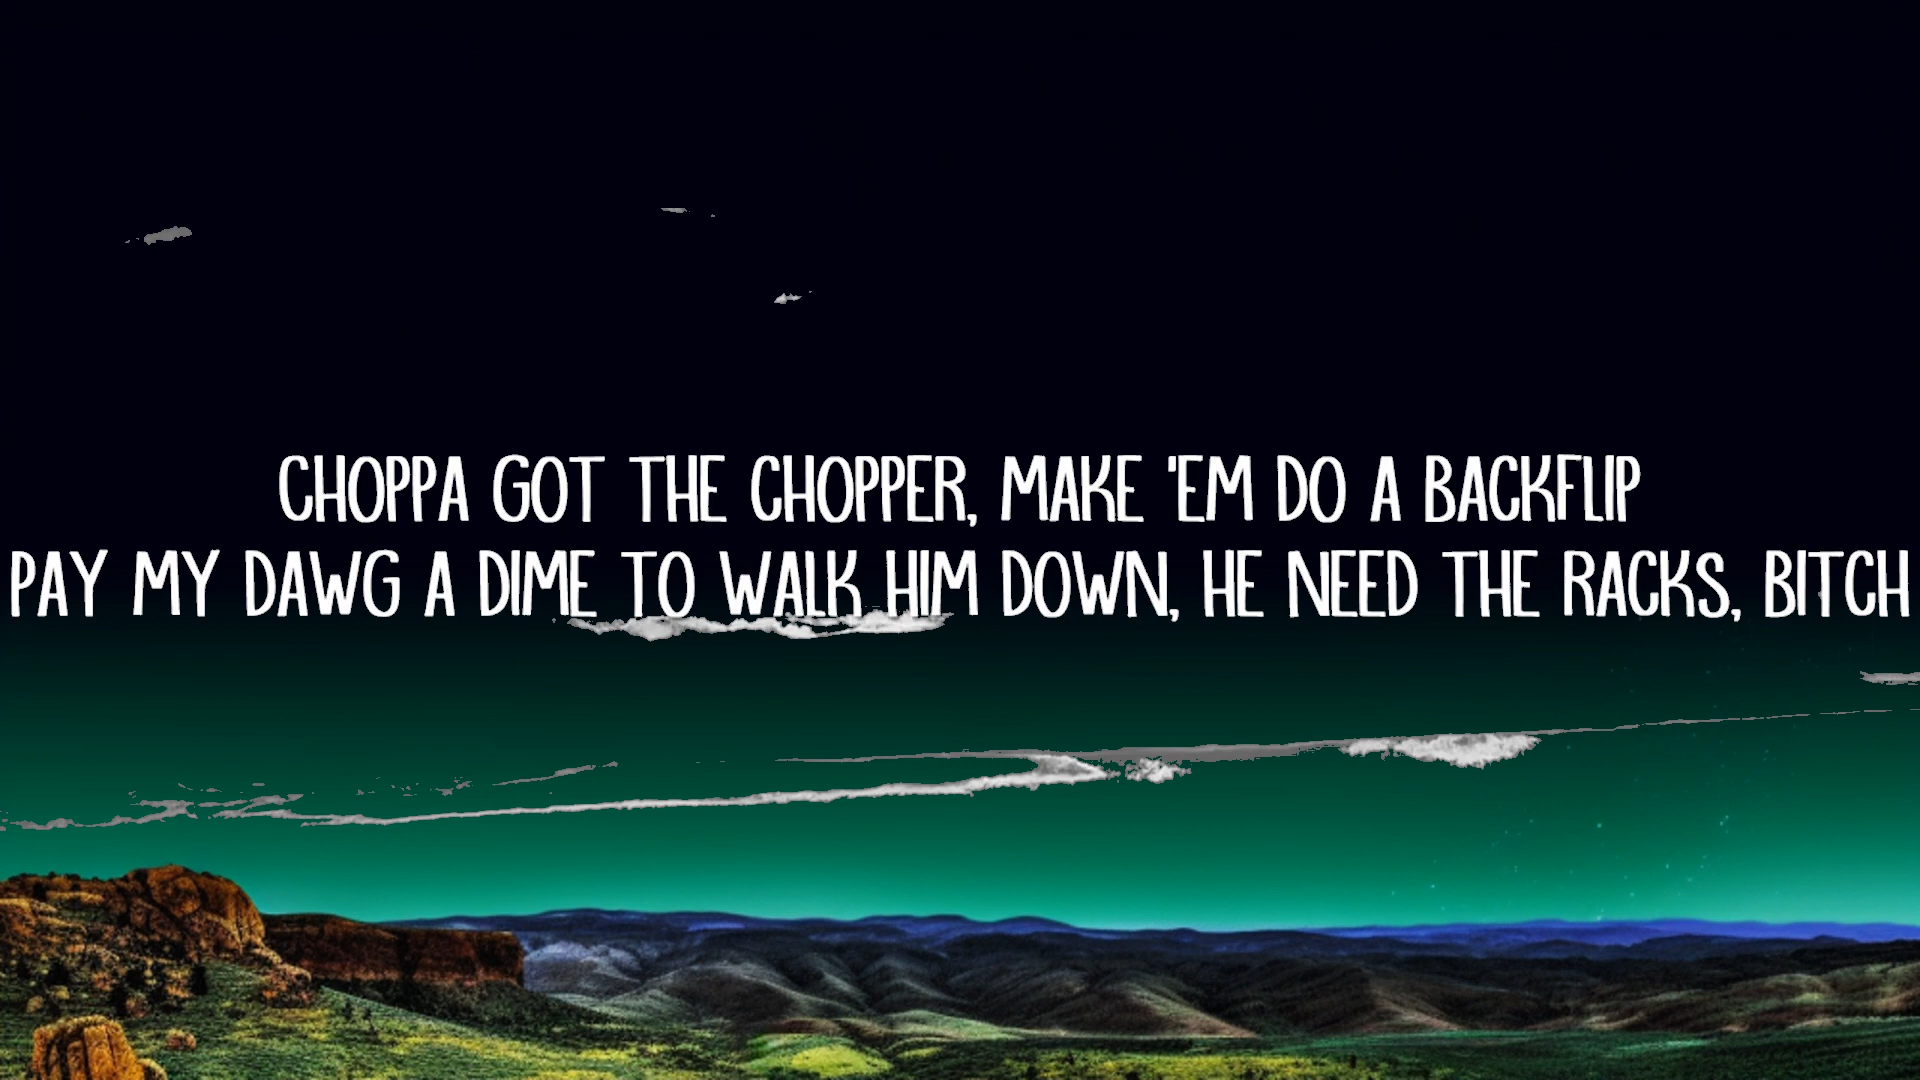 CHOPPA GOT THE CHOPPER, MAKE 'EM DO A BACKFLIP
PAY MY DAWG A DIME TO WALK HIM DOWN, HE NEED THE RACKS, BITCH